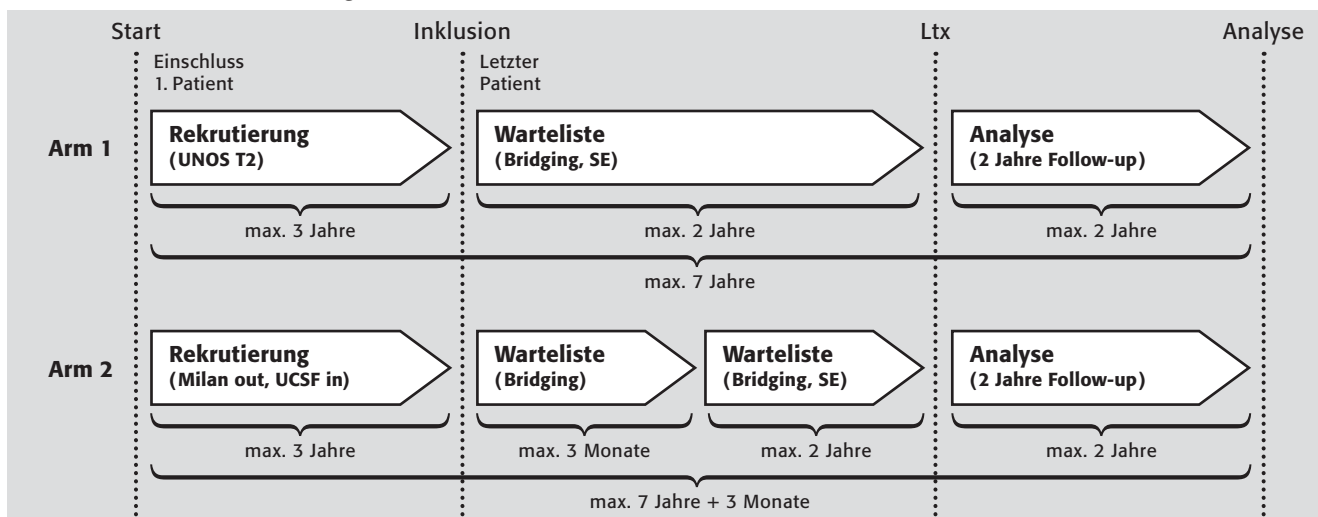 Start Inklusion Ltx Analyse
Einschluss
1. Patient
Letzter
Patient
Arm 1
Rekrutierung
(UNOS T2)
Warteliste
(Bridging, SE)
Analyse
(2 Jahre Follow-up)
max. 3 Jahre max. 2 Jahre max. 2 Jahre
max. 7 Jahre
Arm 2
Rekrutierung
(Milan out, UCSF in)
Warteliste
(Bridging)
Warteliste
(Bridging, SE)
Analyse
(2 Jahre Follow-up)
max. 3 Jahre max. 3 Monate max. 2 Jahre max. 2 Jahre
max. 7 Jahre + 3 Monate